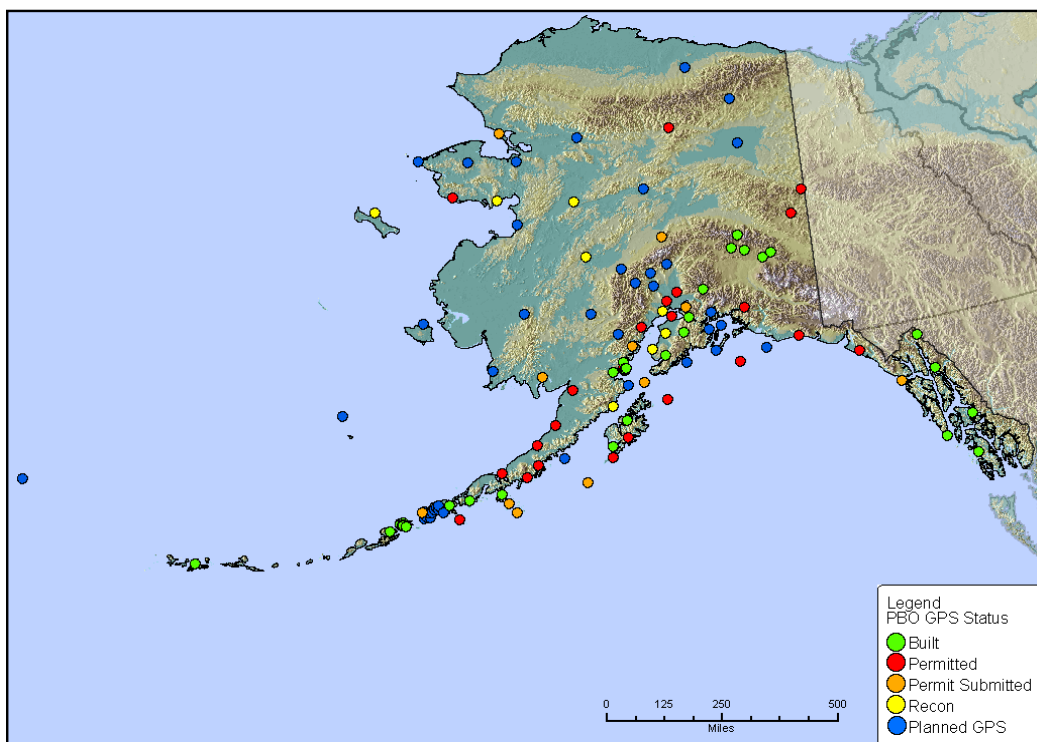 Legend
PBO GPS Status
Built
Permitted
Permit Submitted
Recon
Planned GPS
0 125 250 500
Miles